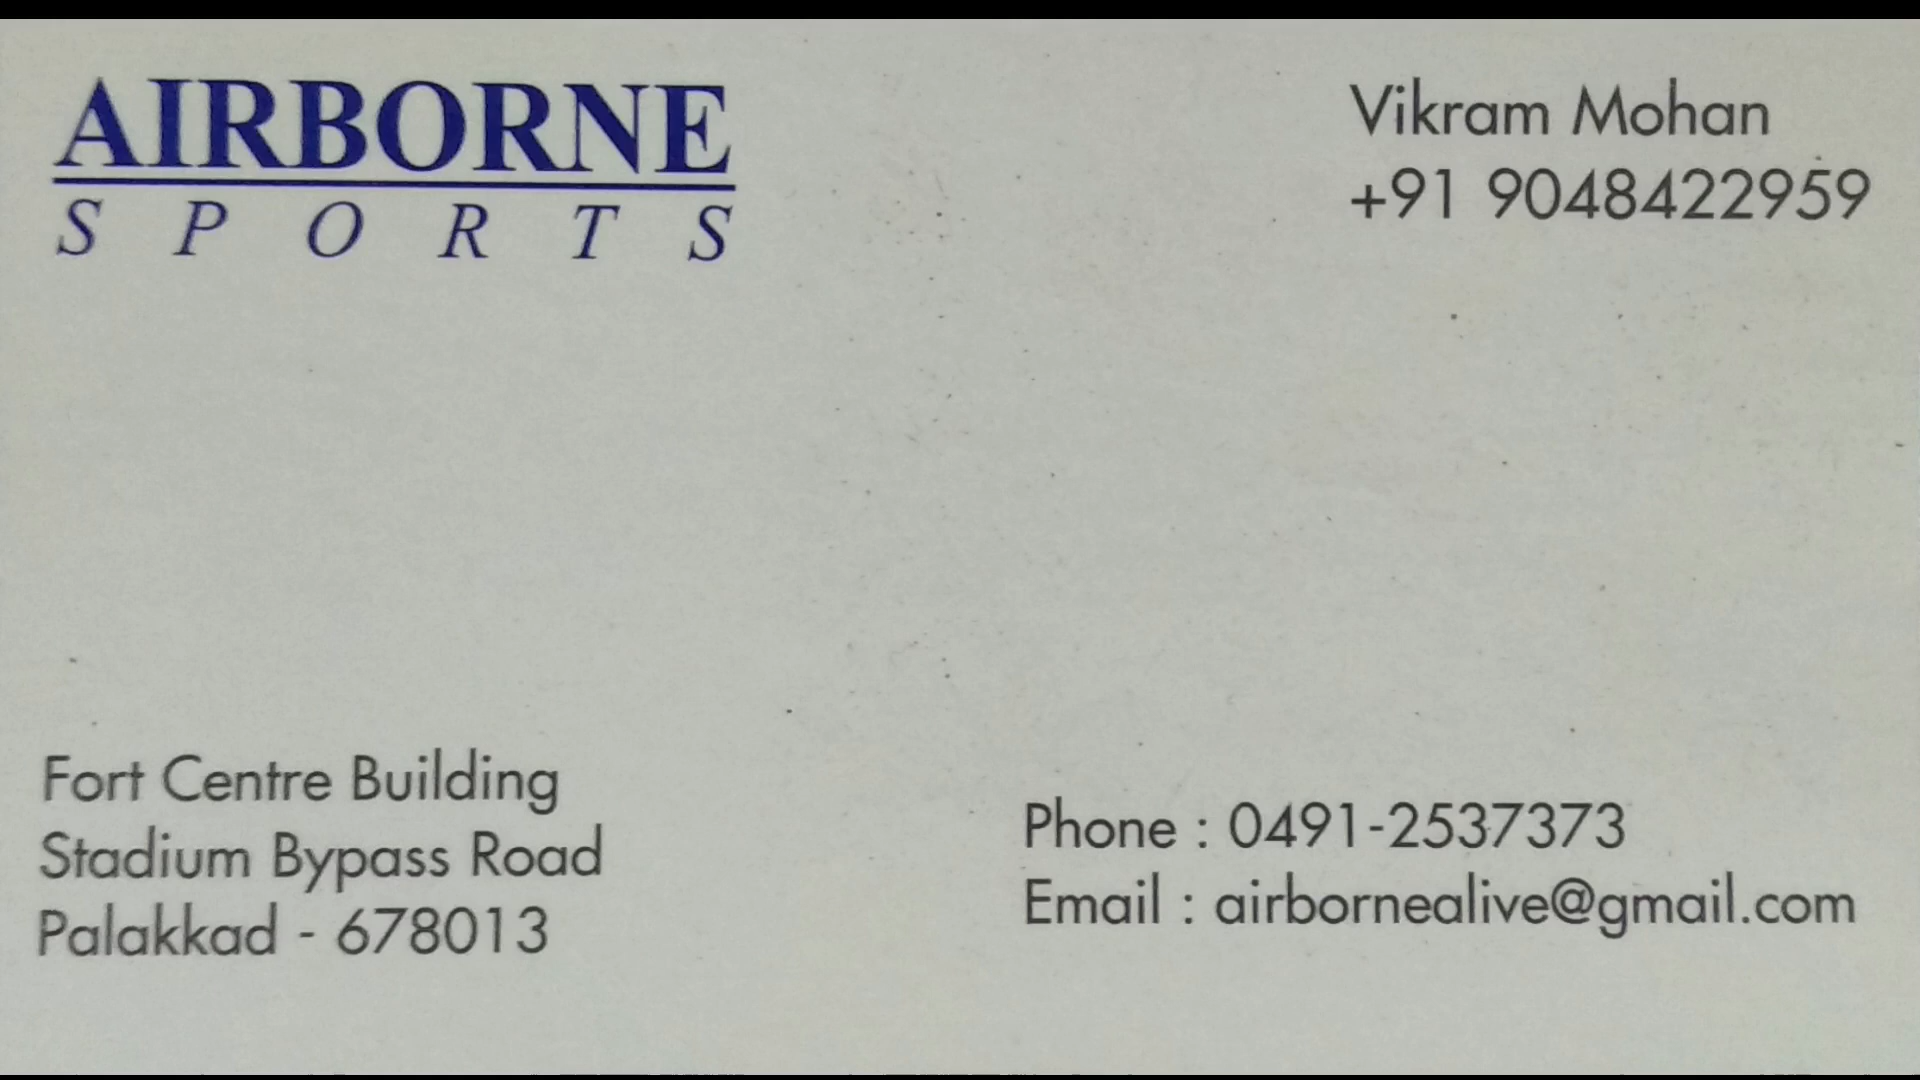 AIRBORNE
SPORTS
Vikram Mohan
+91 9048422959
Fort Centre Building
Stadium Bypass Road
Palakkad - 678013
Phone : 0491-2537373
Email : airbornealive@gmail.com